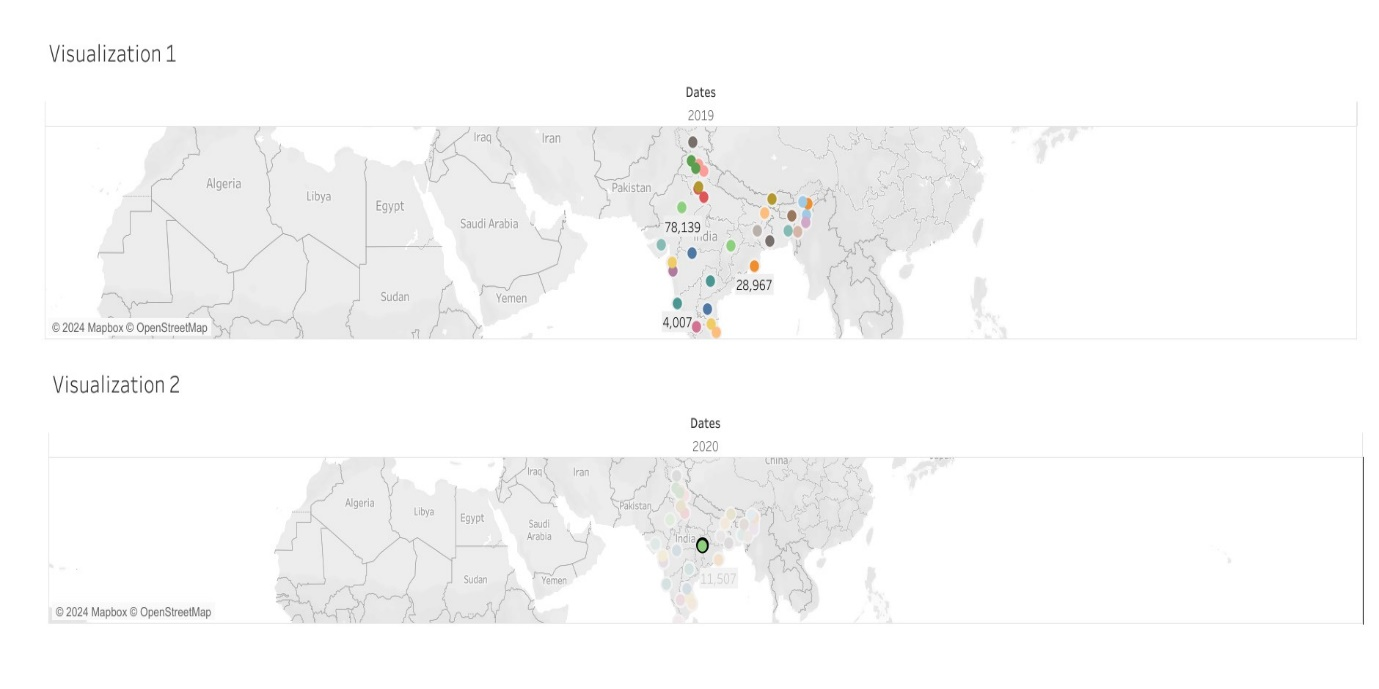 Visualization 1
Dates
2019
Iraq
Iran
Algeria
Libya
Egypt
Pakistan
Saudi Arabia
78,139
ndia
Sudan
Yemen
28,967
4,007
© 2024 Mapbox © OpenStreetMap
Visualization 2
Dates
2020
China
Iraq
Iran
Algeria
Libya
Egypt
Pakistan
Saudi
Arabia
India
Sudan
Yemen
11,507
© 2024 Mapbox © OpenStreetMap